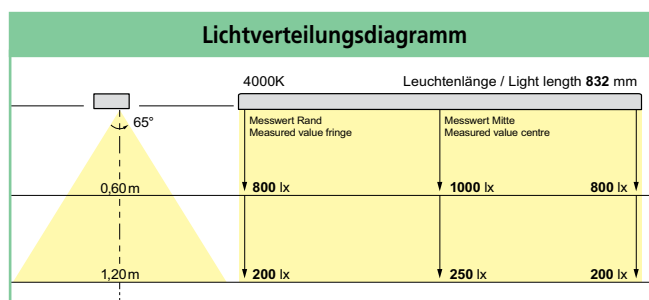 Lichtverteilungsdiagramm
4000K
Leuchtenlänge / Light length 832 mm
65°
Messwert Rand
Measured value fringe
Messwert Mitte
Measured value centre
0,60 m
800 lx
1000 lx
800 lx
1,20 m
200 lx
250 lx
200 lx